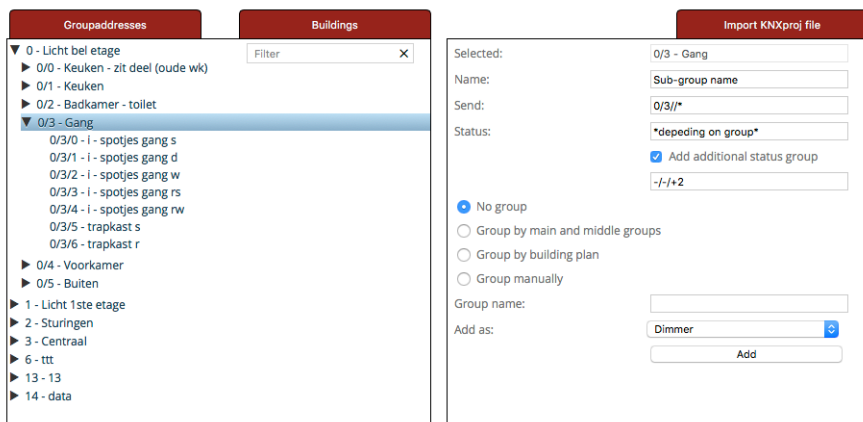 Groupaddresses
Buildings
Import KNXproj file
0 - Licht bel etage
Filter
0/0 - Keuken - zit deel (oude wk)
0/1 - Keuken
0/2 - Badkamer - toilet
0/3 - Gang
0/3/0 - i - spotjes gang s
0/3/1 - i - spotjes gang d
0/3/2 - i - spotjes gang w
0/3/3 - i - spotjes gang rs
0/3/4 - i - spotjes gang rw
0/3/5 - trapkast s
0/3/6 - trapkast r
0/4 - Voorkamer
0/5 - Buiten
1 - Licht 1ste etage
2 - Sturingen
3 - Centraal
6 - ttt
13 - 13
14 - data
Selected: 0/3 - Gang
Name: Sub-group name
Send: 0/3//*
Status: *depeding on group*
Add additional status group
-/-/+2
No group
Group by main and middle groups
Group by building plan
Group manually
Group name:
Add as: Dimmer
Add